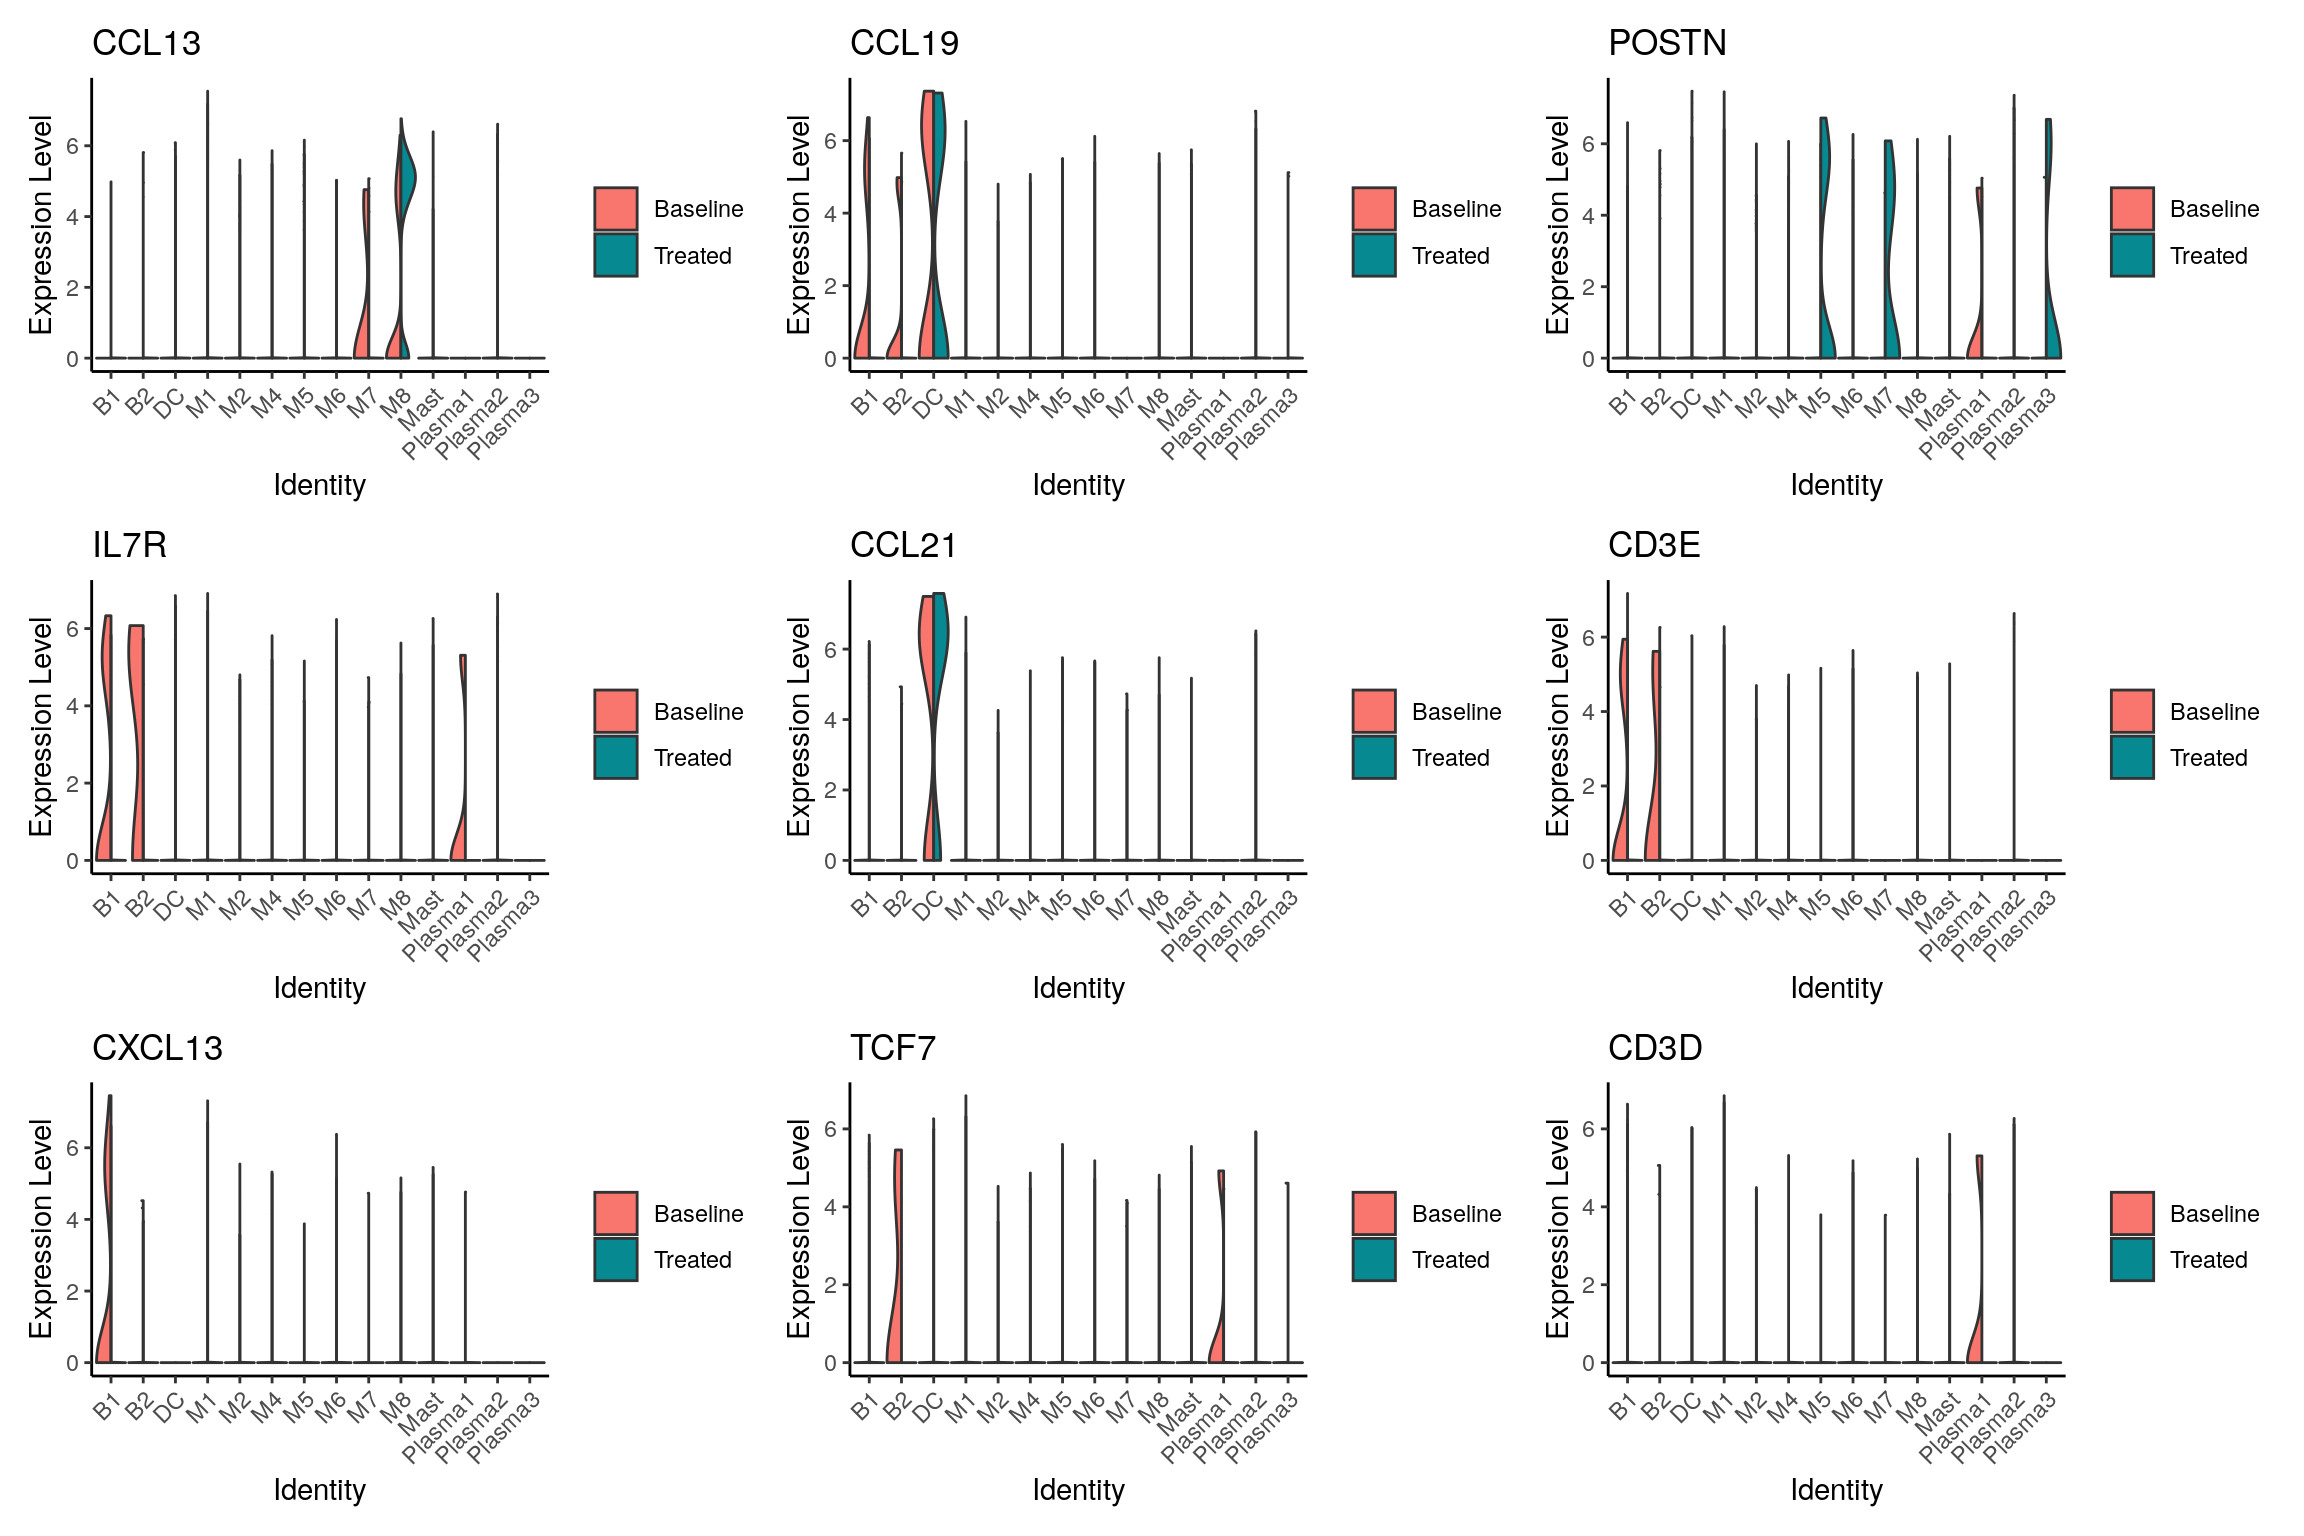 CCL13
Expression Level
6
4
2
0
B1
B2
DC
M1
M2
M4
M5
M6
M7
M8
Mast
Plasma1
Plasma2
Plasma3
Identity
Baseline
Treated
CCL19
Expression Level
6
4
2
0
B1
B2
DC
M1
M2
M4
M5
M6
M7
M8
Mast
Plasma1
Plasma2
Plasma3
Identity
Baseline
Treated
POSTN
Expression Level
6
4
2
0
B1
B2
DC
M1
M2
M4
M5
M6
M7
M8
Mast
Plasma1
Plasma2
Plasma3
Identity
Baseline
Treated
IL7R
Expression Level
6
4
2
0
B1
B2
DC
M1
M2
M4
M5
M6
M7
M8
Mast
Plasma1
Plasma2
Plasma3
Identity
Baseline
Treated
CCL21
Expression Level
6
4
2
0
B1
B2
DC
M1
M2
M4
M5
M6
M7
M8
Mast
Plasma1
Plasma2
Plasma3
Identity
Baseline
Treated
CD3E
Expression Level
6
4
2
0
B1
B2
DC
M1
M2
M4
M5
M6
M7
M8
Mast
Plasma1
Plasma2
Plasma3
Identity
Baseline
Treated
CXCL13
Expression Level
6
4
2
0
B1
B2
DC
M1
M2
M4
M5
M6
M7
M8
Mast
Plasma1
Plasma2
Plasma3
Identity
Baseline
Treated
TCF7
Expression Level
6
4
2
0
B1
B2
DC
M1
M2
M4
M5
M6
M7
M8
Mast
Plasma1
Plasma2
Plasma3
Identity
Baseline
Treated
CD3D
Expression Level
6
4
2
0
B1
B2
DC
M1
M2
M4
M5
M6
M7
M8
Mast
Plasma1
Plasma2
Plasma3
Identity
Baseline
Treated